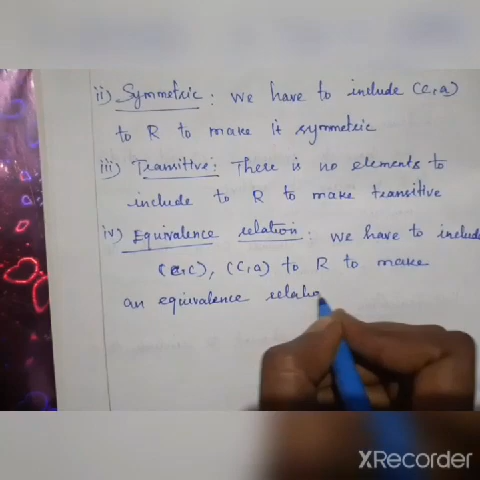 ii) Symmetric : We have to include (c,a)
to R to make it symmetric
iii) Transitive : There is no elements to
include to R to make transitive
iv) Equivalence relation : We have to include
(c,c), (c,a) to R to make
an equivalence relatio
XRecorder